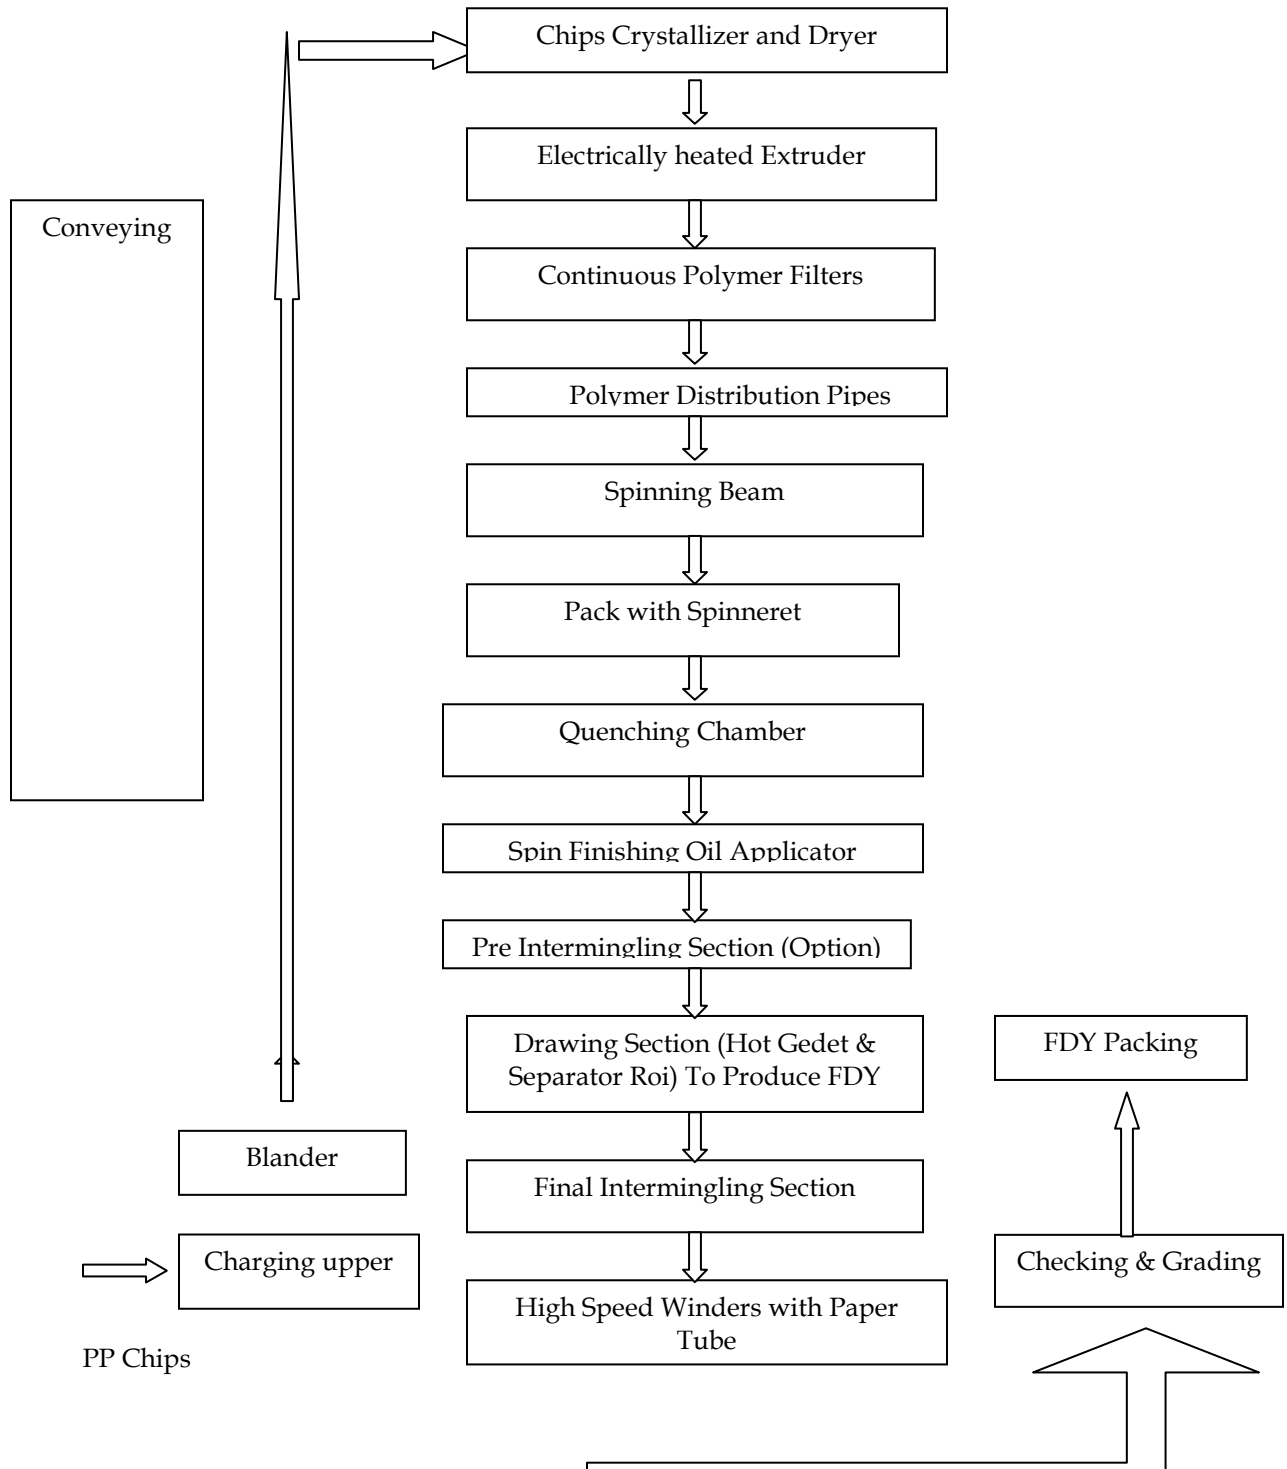 Chips Crystallizer and Dryer
Electrically heated Extruder
Conveying
Continuous Polymer Filters
Polymer Distribution Pipes
Spinning Beam
Pack with Spinneret
Quenching Chamber
Spin Finishing Oil Applicator
Pre Intermingling Section (Option)
Drawing Section (Hot Gedet &
Separator Roi) To Produce FDY
FDY Packing
Blander
Final Intermingling Section
Charging upper
Checking & Grading
High Speed Winders with Paper
Tube
PP Chips